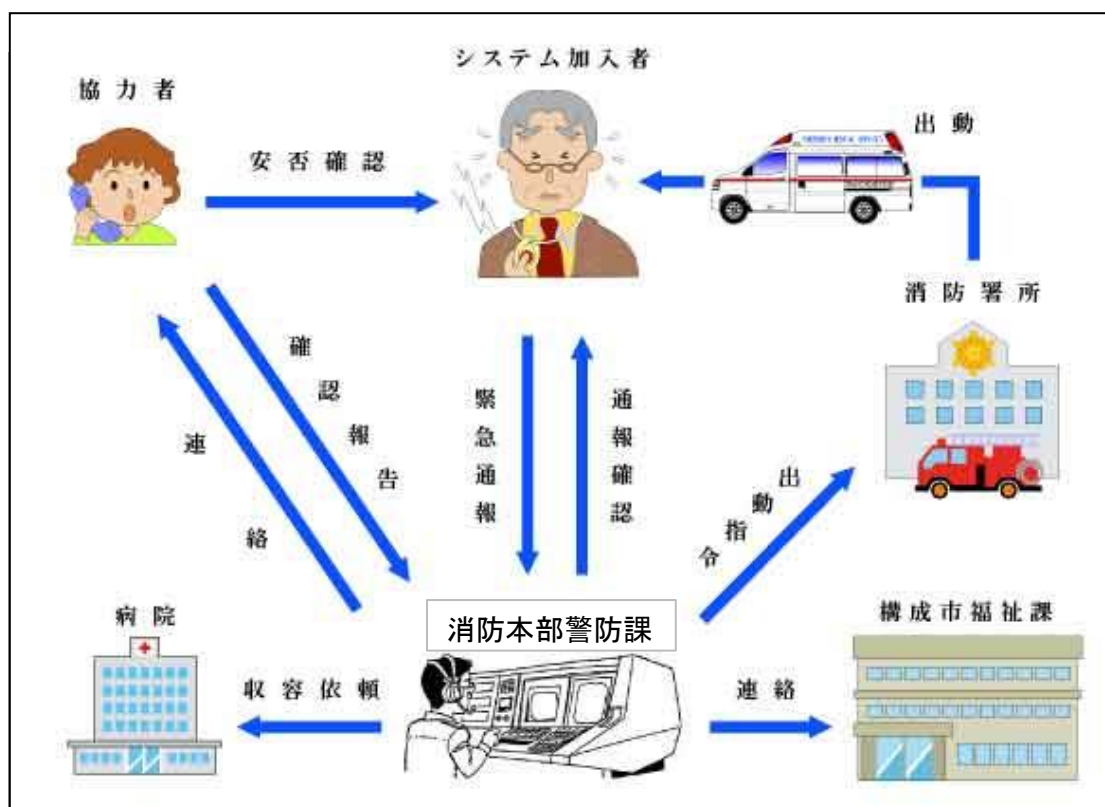 システム加入者
協力者
出動
安否確認
消防署所
確認報告
連絡
緊急通報
通報確認
出動指令
病院
消防本部警防課
構成市福祉課
収容依頼
連絡